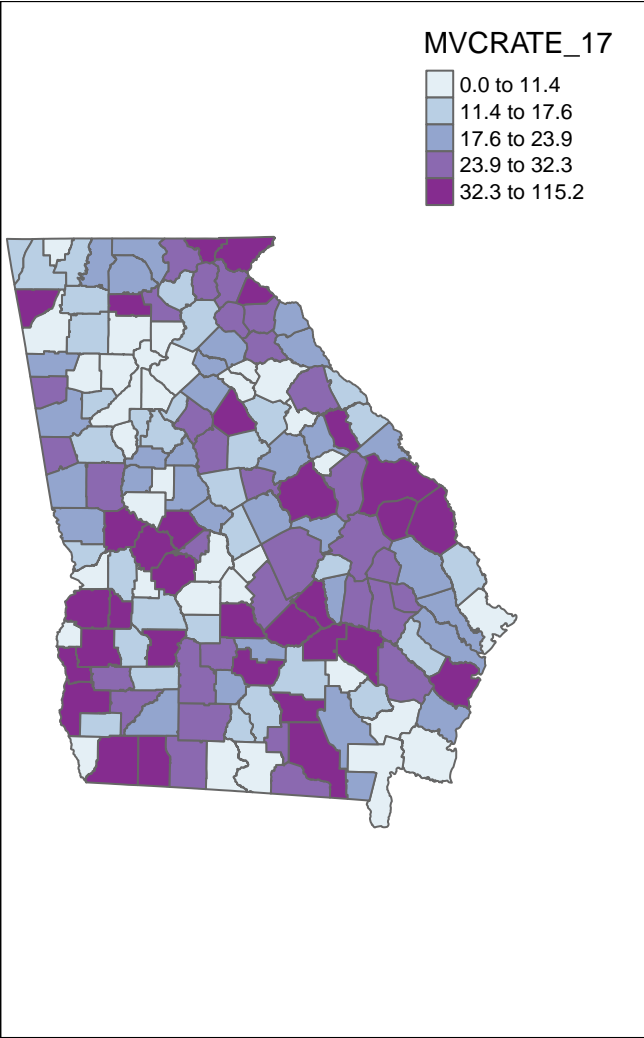 MVCRATE_17
0.0 to 11.4
11.4 to 17.6
17.6 to 23.9
23.9 to 32.3
32.3 to 115.2